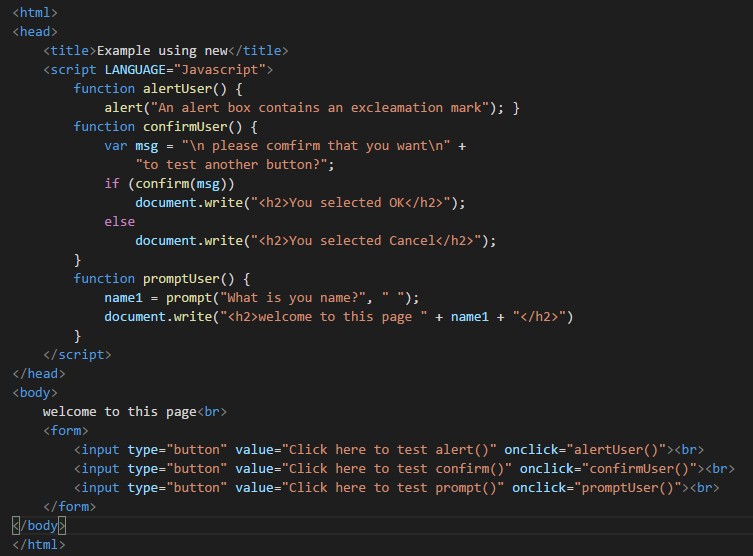 <html>
<head>
    <title>Example using new</title>
    <script LANGUAGE="Javascript">
        function alertUser() {
            alert("An alert box contains an excleamation mark"); }
        function confirmUser() {
            var msg = "\n please comfirm that you want\n" +
                "to test another button?";
            if (confirm(msg))
                document.write("<h2>You selected OK</h2>");
            else
                document.write("<h2>You selected Cancel</h2>");
        }
        function promptUser() {
            name1 = prompt("What is you name?", " ");
            document.write("<h2>welcome to this page " + name1 + "</h2>")
        }
    </script>
</head>
<body>
    welcome to this page<br>
    <form>
        <input type="button" value="Click here to test alert()" onclick="alertUser()"><br>
        <input type="button" value="Click here to test confirm()" onclick="confirmUser()"><br>
        <input type="button" value="Click here to test prompt()" onclick="promptUser()"><br>
    </form>
</body>
</html>